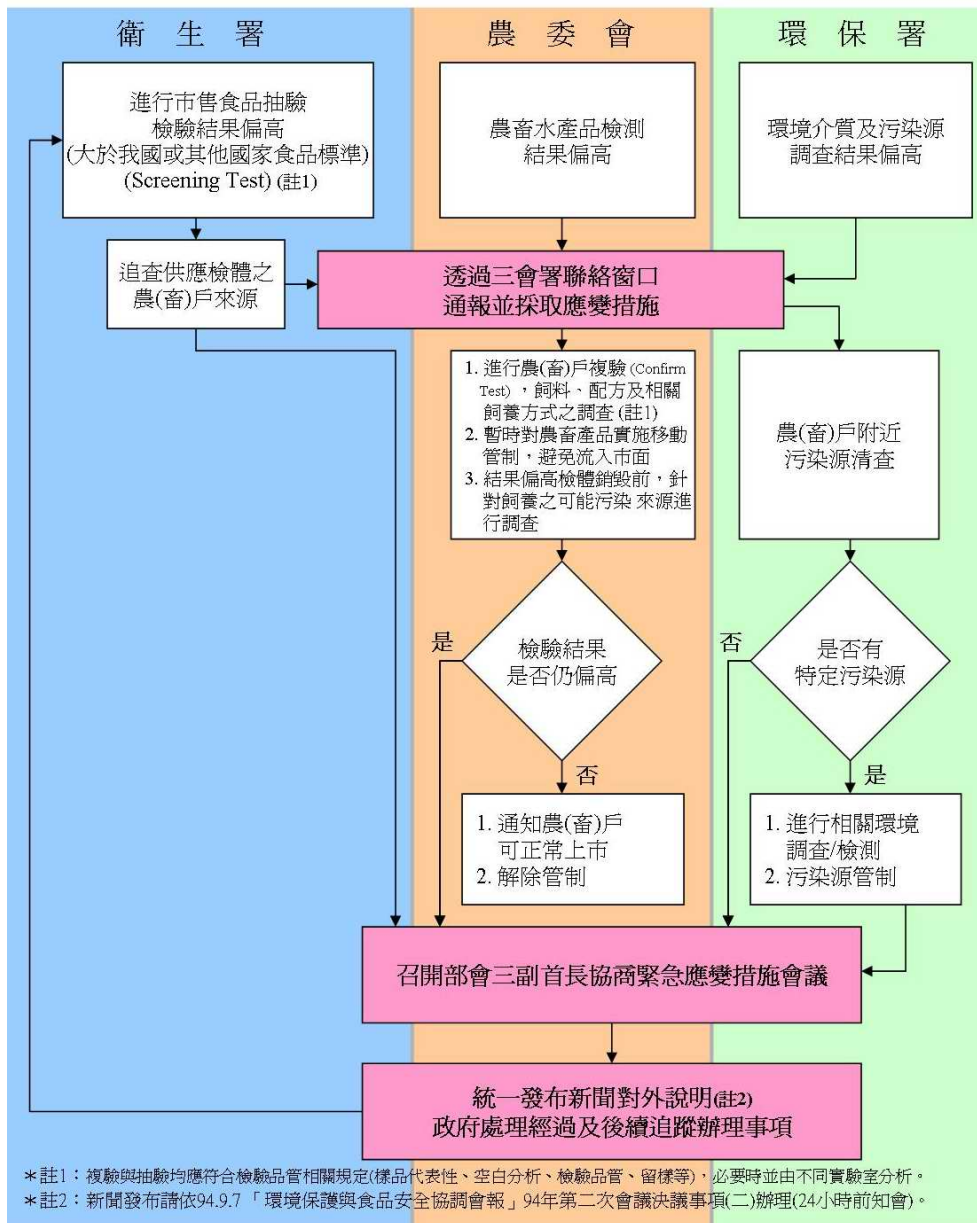 衛生署
農委會
環保署
進行市售食品抽驗
檢驗結果偏高
(大於我國或其他國家食品標準)
(Screening Test) (註1)
農畜水產品檢測
結果偏高
環境介質及污染源
調查結果偏高
追查供應檢體之
農(畜)戶來源
透過三會署聯絡窗口
通報並採取應變措施
1. 進行農(畜)戶複驗 (Confirm
Test) ，飼料、配方及相關
飼養方式之調查 (註1)
2. 暫時對農畜產品實施移動
管制，避免流入市面
3. 結果偏高檢體銷毀前，針
對飼養之可能污染 來源進
行調查
農(畜)戶附近
污染源清查
是
檢驗結果
是否仍偏高
否
否
是否有
特定污染源
是
1. 通知農(畜)戶
可正常上市
2. 解除管制
1. 進行相關環境
調查/檢測
2. 污染源管制
召開部會三副首長協商緊急應變措施會議
統一發布新聞對外說明(註2)
政府處理經過及後續追蹤辦理事項
＊註1：複驗與抽驗均應符合檢驗品管相關規定(樣品代表性、空白分析、檢驗品管、留樣等)，必要時並由不同實驗室分析。
＊註2：新聞發布請依94.9.7 「環境保護與食品安全協調會報」94年第二次會議決議事項(二)辦理(24小時前知會)。